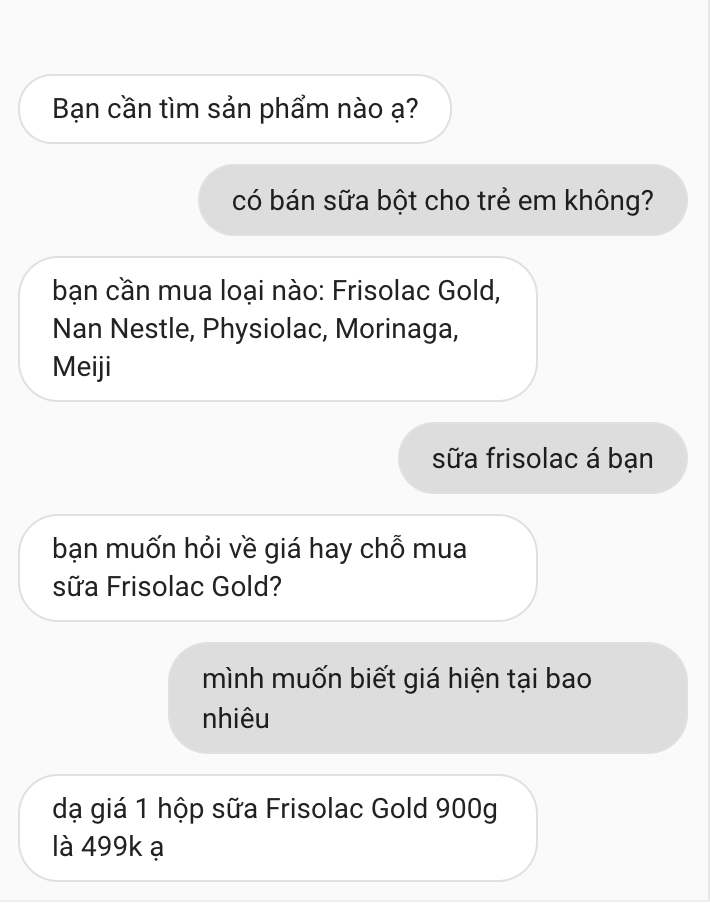 Bạn cần tìm sản phẩm nào ạ?
có bán sữa bột cho trẻ em không?
bạn cần mua loại nào: Frisolac Gold,
Nan Nestle, Physiolac, Morinaga,
Meiji
sữa frisolac á bạn
bạn muốn hỏi về giá hay chỗ mua
sữa Frisolac Gold?
mình muốn biết giá hiện tại bao
nhiêu
dạ giá 1 hộp sữa Frisolac Gold 900g
là 499k ạ